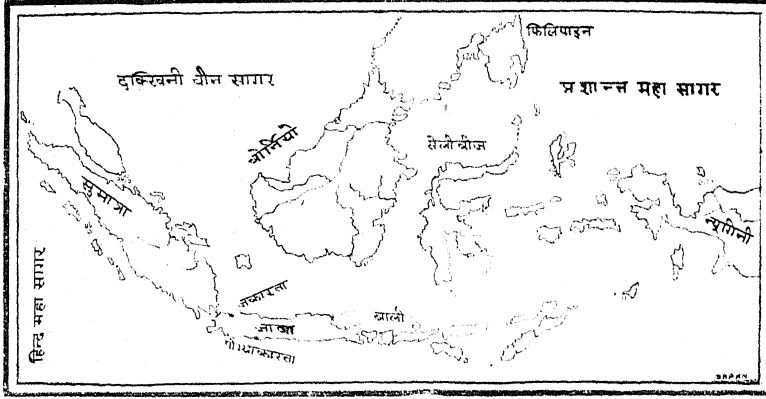 फिलिपाइन
दक्खिनी चीन सागर
प्रशान्त महा सागर
बोर्नियो
सेलीबीज
सुमात्रा
न्यूगिनी
हिन्द महा सागर
जकारता
जावा
बाली